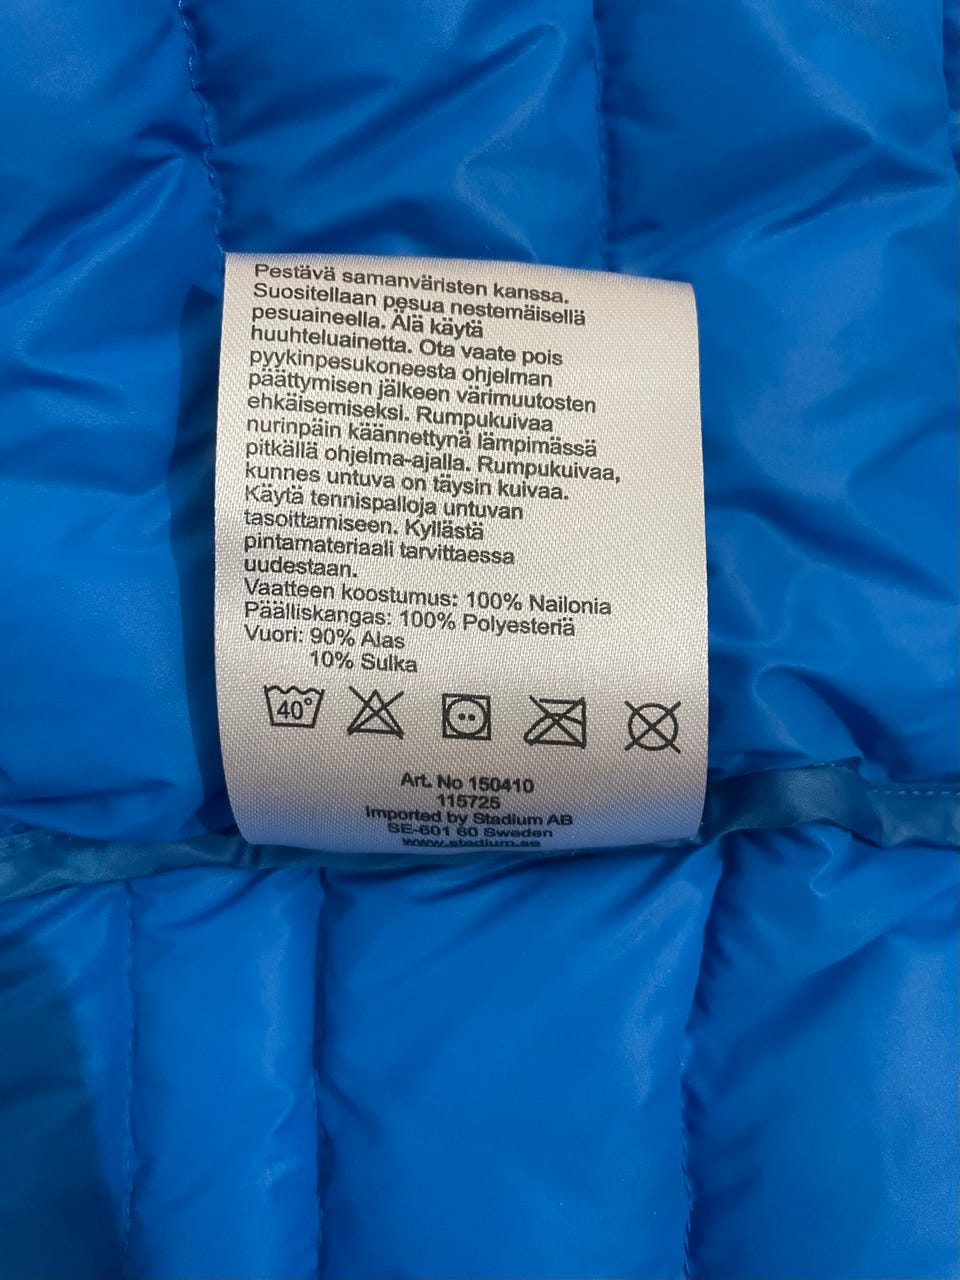 Pestävä samanväristen kanssa.
Suositellaan pesua nestemäisellä
pesuaineella. Älä käytä
huuhteluainetta. Ota vaate pois
pyykinpesukoneesta ohjelman
päättymisen jälkeen värimuutosten
ehkäisemiseksi. Rumpukuivaa
nurinpäin käännettynä lämpimässä
pitkällä ohjelma-ajalla. Rumpukuivaa,
kunnes untuva on täysin kuivaa.
Käytä tennispalloja untuvan
tasoittamiseen. Kyllästä
pintamateriaali tarvittaessa
uudestaan.
Vaatteen koostumus: 100% Nailonia
Päälliskangas: 100% Polyesteriä
Vuori: 90% Alas
10% Sulka
40°
Art. No 150410
115725
Imported by Stadium AB
SE-601 60 Sweden
www.stadium.se